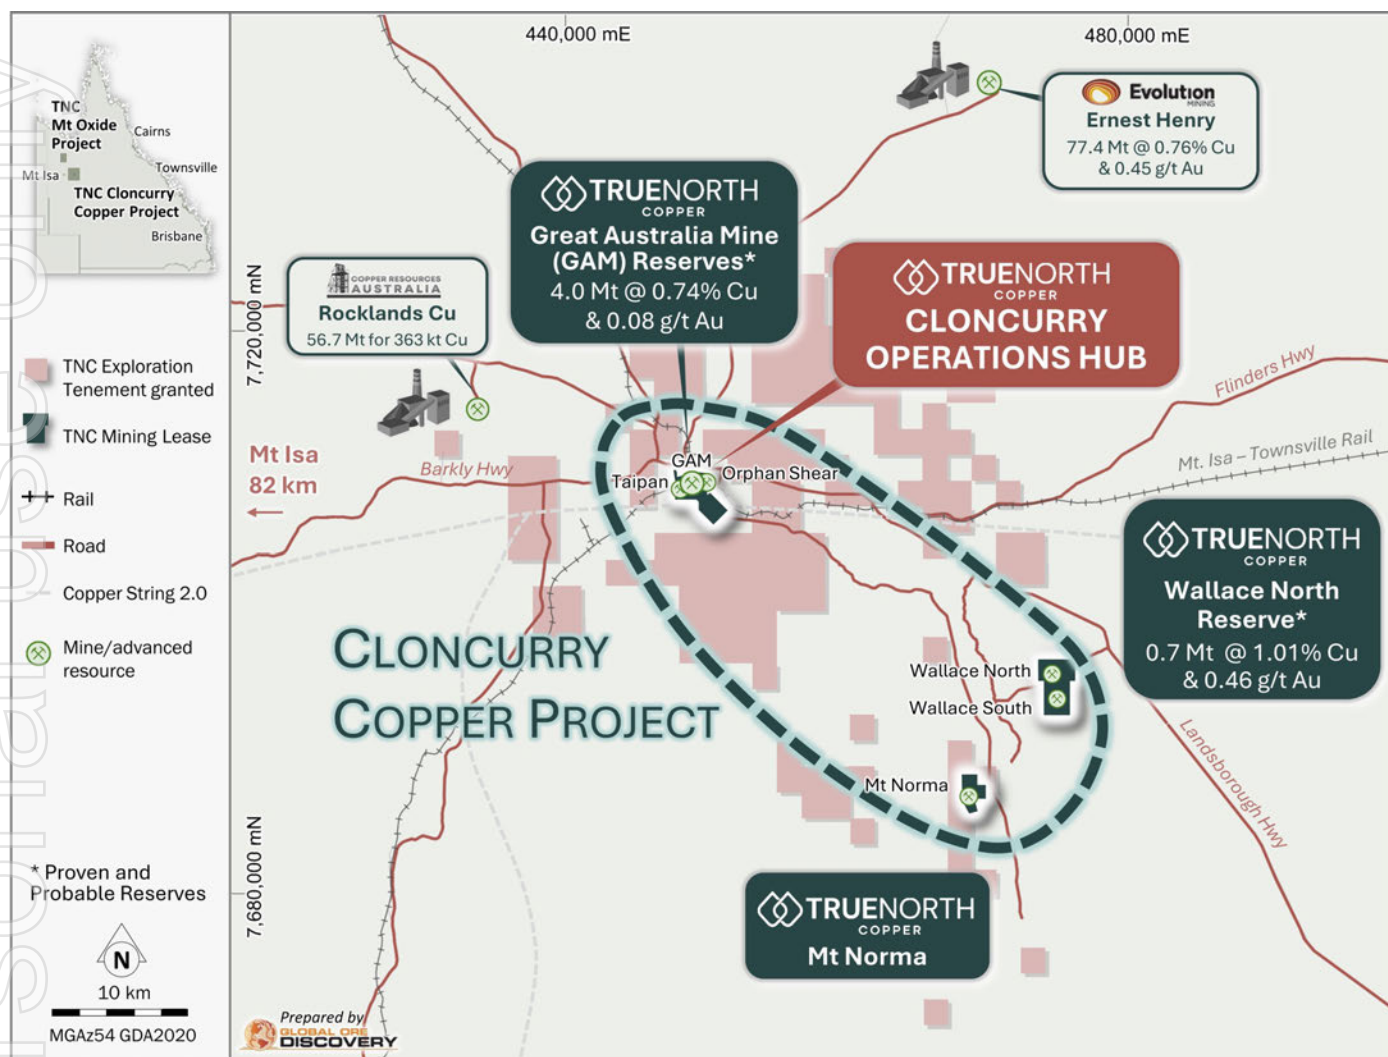 440,000 mE
480,000 mE
7,720,000 mN
7,680,000 mN
TNC
Mt Oxide
Project
Cairns
Townsville
Mt Isa
TNC Cloncurry
Copper Project
Brisbane
TNC Exploration
Tenement granted
TNC Mining Lease
Rail
Road
Copper String 2.0
Mine/advanced
resource
* Proven and
Probable Reserves
N
10 km
MGAz54 GDA2020
Evolution
MINING
Ernest Henry
77.4 Mt @ 0.76% Cu
& 0.45 g/t Au
TRUENORTH
COPPER
Great Australia Mine
(GAM) Reserves*
4.0 Mt @ 0.74% Cu
& 0.08 g/t Au
COPPER RESOURCES
AUSTRALIA
Rocklands Cu
56.7 Mt for 363 kt Cu
TRUENORTH
COPPER
CLONCURRY
OPERATIONS HUB
Flinders Hwy
Mt. Isa – Townsville Rail
Mt Isa
82 km
Barkly Hwy
GAM
Taipan
Orphan Shear
TRUENORTH
COPPER
Wallace North
Reserve*
0.7 Mt @ 1.01% Cu
& 0.46 g/t Au
CLONCURRY
COPPER PROJECT
Wallace North
Wallace South
Mt Norma
Landsborough Hwy
TRUENORTH
COPPER
Mt Norma
Prepared by
GLOBAL ORE
DISCOVERY